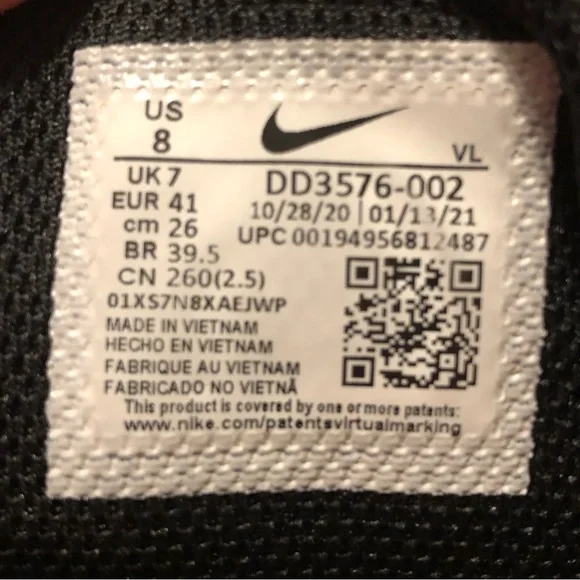 US
8
VL
UK 7
EUR 41
cm 26
BR 39.5
CN 260(2.5)
DD3576-002
10/28/20 | 01/13/21
UPC 00194956812487
01XS7N8XAEJWP
MADE IN VIETNAM
HECHO EN VIETNAM
FABRIQUE AU VIETNAM
FABRICADO NO VIETNÃ
This product is covered by one or more patents:
www.nike.com/patentsvirtualmarking